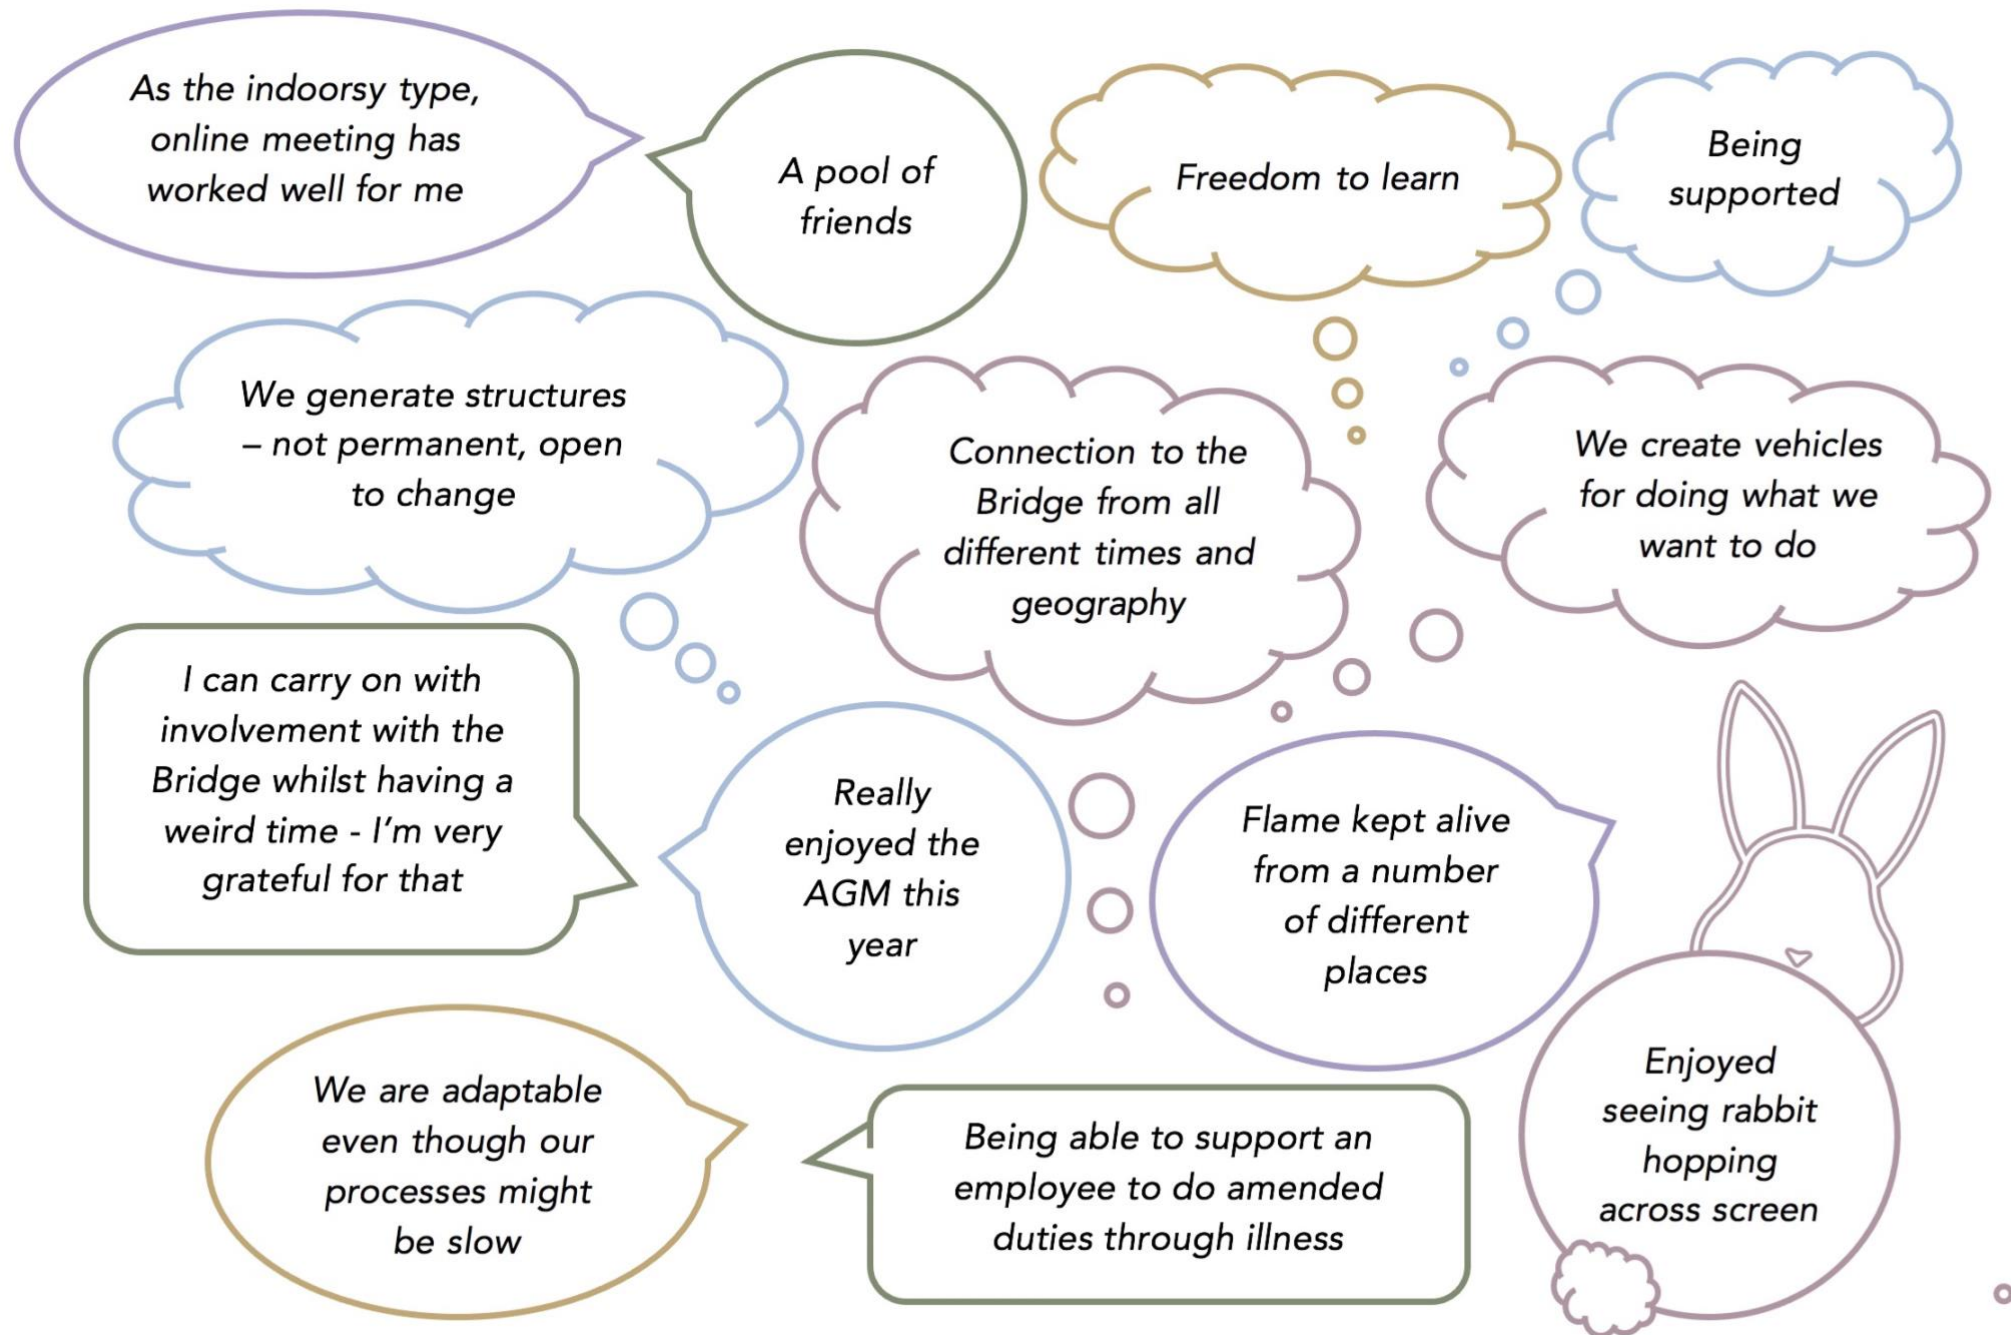 As the indoorsy type,
online meeting has
worked well for me
A pool of
friends
Freedom to learn
Being
supported
We generate structures
– not permanent, open
to change
Connection to the
Bridge from all
different times and
geography
We create vehicles
for doing what we
want to do
I can carry on with
involvement with the
Bridge whilst having a
weird time - I’m very
grateful for that
Really
enjoyed the
AGM this
year
Flame kept alive
from a number
of different
places
We are adaptable
even though our
processes might
be slow
Being able to support an
employee to do amended
duties through illness
Enjoyed
seeing rabbit
hopping
across screen